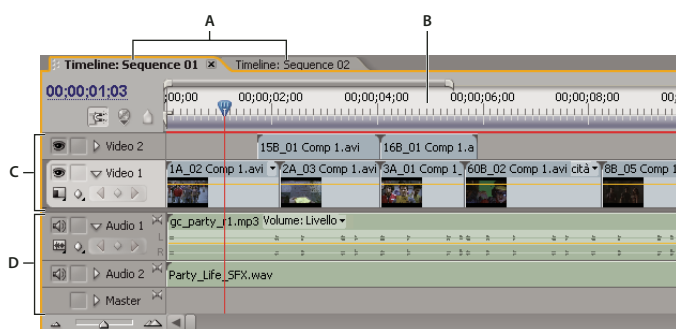 A
B
Timeline: Sequence 01 × Timeline: Sequence 02
00;00;01;03
;00;00 00;00;02;00 00;00;04;00 00;00;06;00 00;00;08;00 00;
C
Video 2 15B_01 Comp 1.avi 16B_01 Comp 1.a
Video 1 1A_02 Comp 1.avi 2A_03 Comp 1.avi 3A_01 Comp 1_ 60B_02 Comp 1.avi città 8B_05 Comp 1
D
Audio 1 gc_party_r1.mp3 Volume: Livello
L
R
Audio 2 Party_Life_SFX.wav
Master